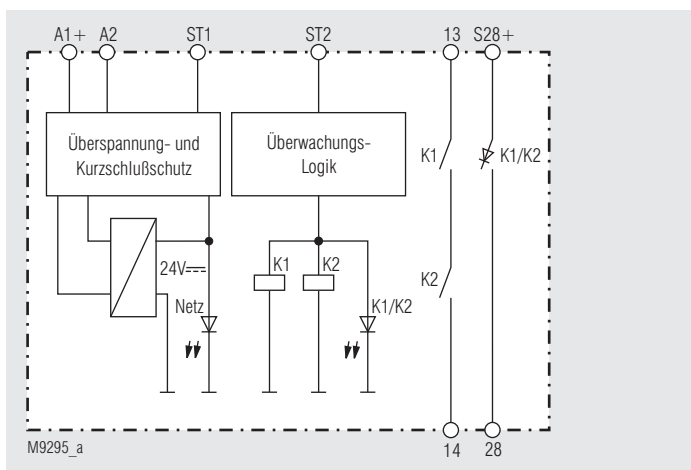 A1+ A2 ST1 ST2 13 S28+
Überspannung- und
Kurzschlußschutz
Überwachungs-
Logik
K1
K1/K2
24V
K1
K2
K2
Netz
K1/K2
14 28
M9295_a